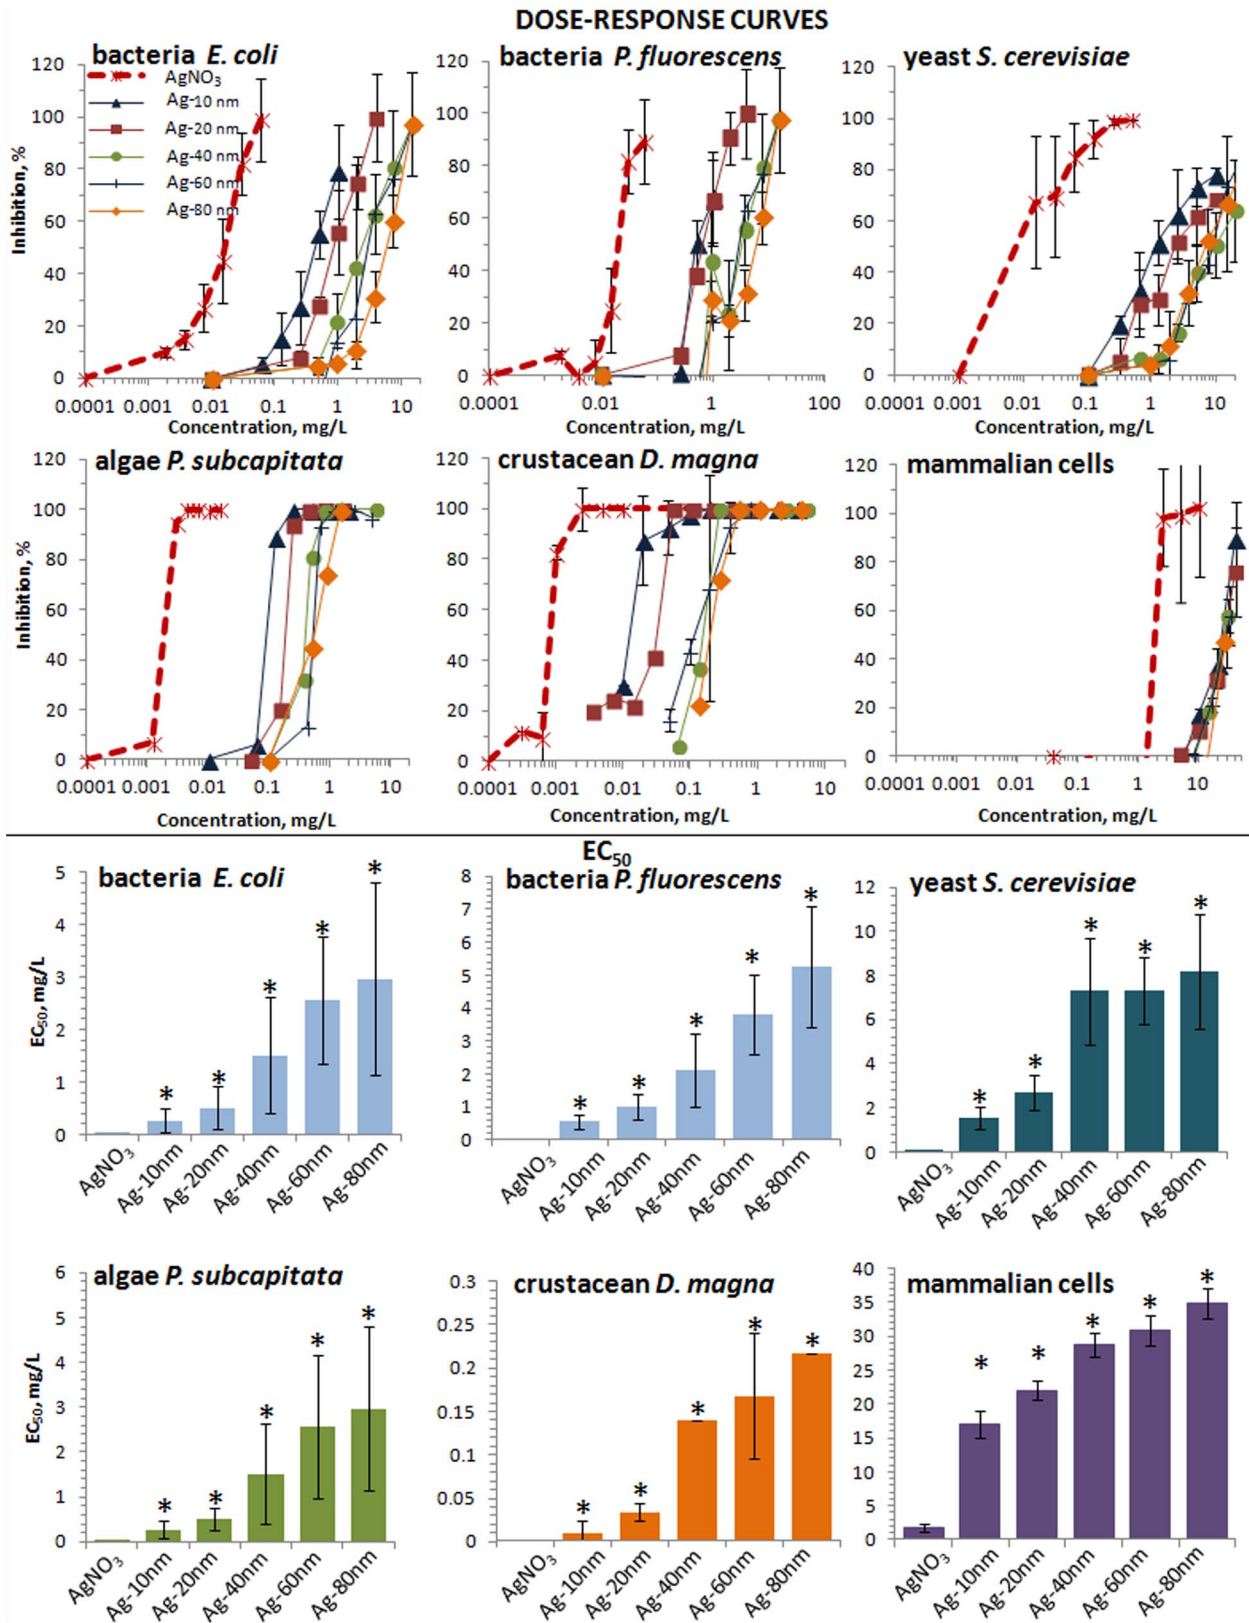 DOSE-RESPONSE CURVES
bacteria E. coli
bacteria P. fluorescens
yeast S. cerevisiae
AgNO3
Ag-10 nm
Ag-20 nm
Ag-40 nm
Ag-60 nm
Ag-80 nm
Inhibition, %
120
100
80
60
40
20
0
0.0001 0.001 0.01 0.1 1 10
Concentration, mg/L
120
100
80
60
40
20
0
0.0001 0.01 1 100
Concentration, mg/L
120
100
80
60
40
20
0
0.0001 0.001 0.01 0.1 1 10
Concentration, mg/L
algae P. subcapitata
crustacean D. magna
mammalian cells
Inhibition, %
120
100
80
60
40
20
0
0.0001 0.001 0.01 0.1 1 10
Concentration, mg/L
120
100
80
60
40
20
0
0.0001 0.001 0.01 0.1 1 10
Concentration, mg/L
120
100
80
60
40
20
0
0.0001 0.001 0.01 0.1 1 10
Concentration, mg/L
EC50
bacteria E. coli
bacteria P. fluorescens
yeast S. cerevisiae
EC50, mg/L
5
4
3
2
1
0
* * * * *
AgNO3 Ag-10nm Ag-20nm Ag-40nm Ag-60nm Ag-80nm
8
7
6
5
4
3
2
1
0
* * * * *
AgNO3 Ag-10nm Ag-20nm Ag-40nm Ag-60nm Ag-80nm
12
10
8
6
4
2
0
* * * * *
AgNO3 Ag-10nm Ag-20nm Ag-40nm Ag-60nm Ag-80nm
algae P. subcapitata
crustacean D. magna
mammalian cells
EC50, mg/L
6
5
4
3
2
1
0
* * * * *
AgNO3 Ag-10nm Ag-20nm Ag-40nm Ag-60nm Ag-80nm
0.3
0.25
0.2
0.15
0.1
0.05
0
* * * * *
AgNO3 Ag-10nm Ag-20nm Ag-40nm Ag-60nm Ag-80nm
40
35
30
25
20
15
10
5
0
* * * * *
AgNO3 Ag-10nm Ag-20nm Ag-40nm Ag-60nm Ag-80nm